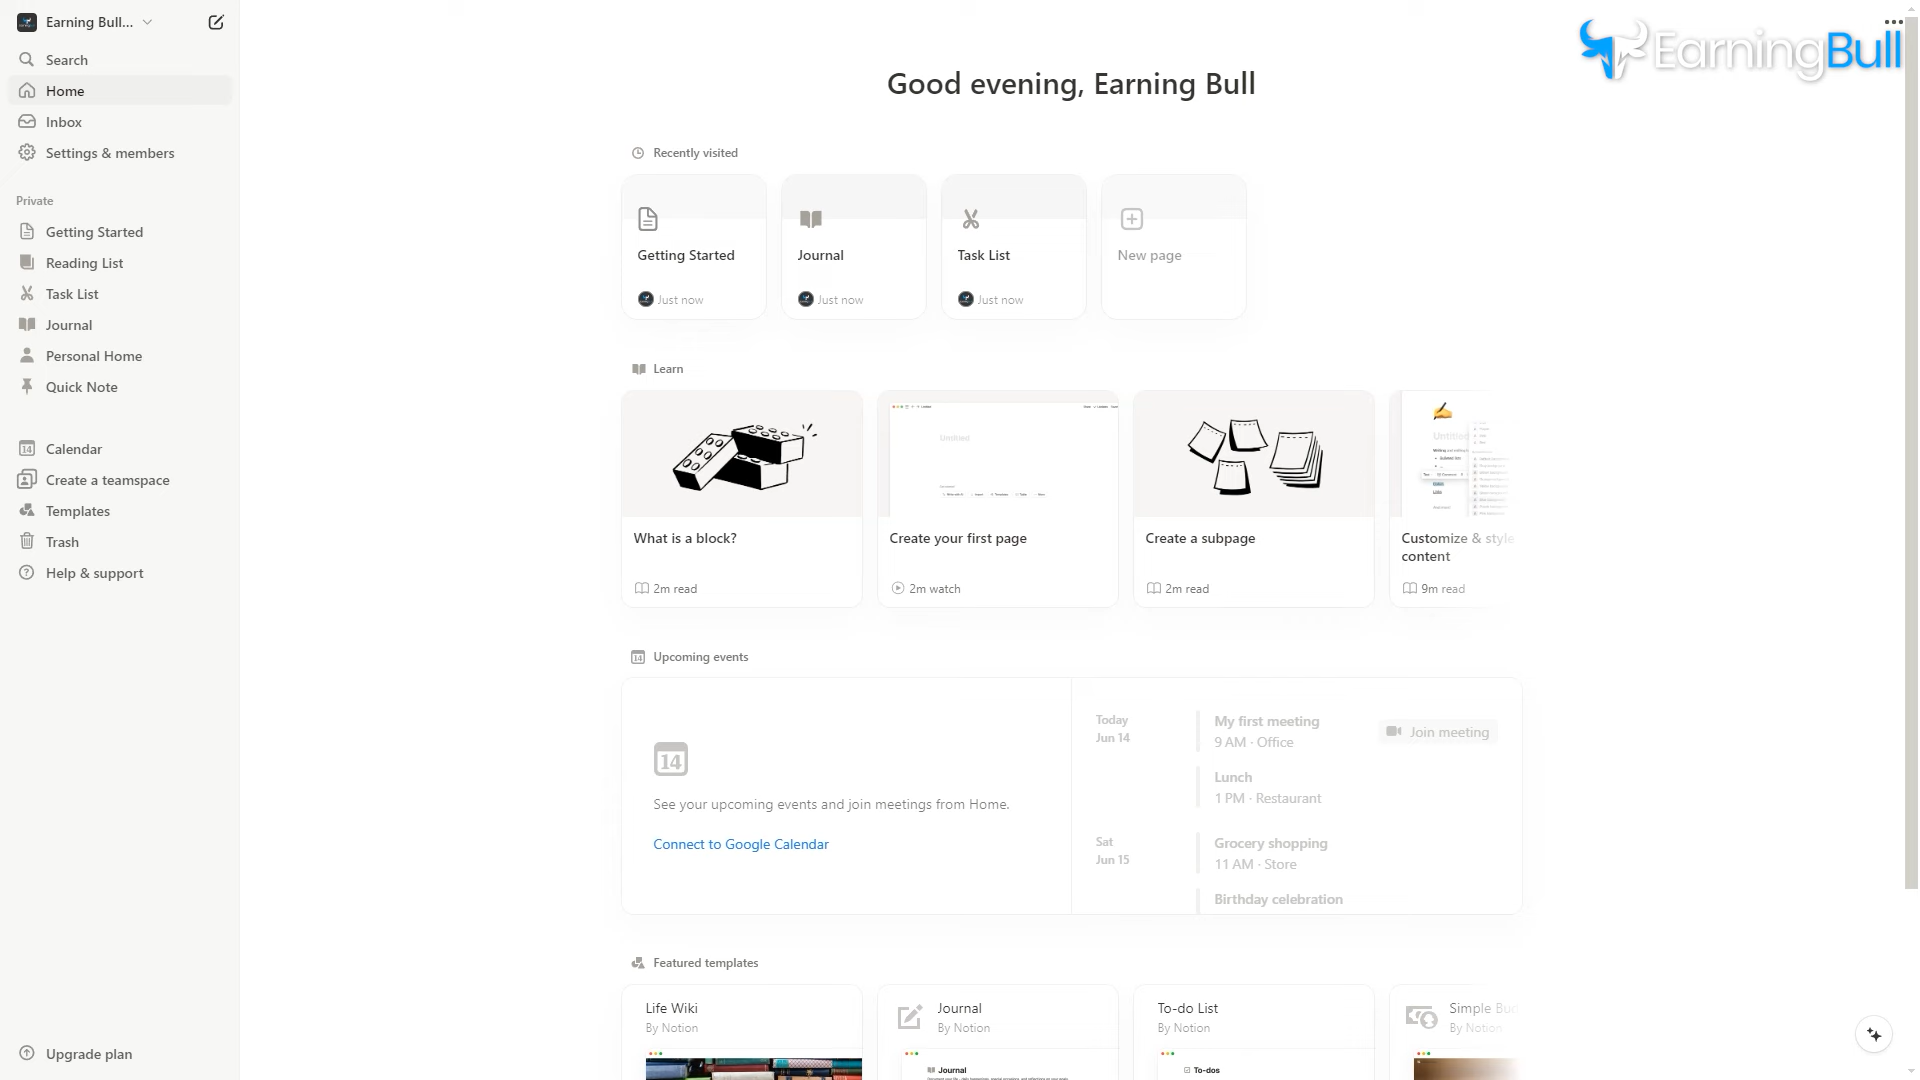 Earning Bull...
Search
Home
Inbox
Settings & members
Private
Getting Started
Reading List
Task List
Journal
Personal Home
Quick Note
14
Calendar
Create a teamspace
Templates
Trash
Help & support
Upgrade plan
EarningBull
Good evening, Earning Bull
Recently visited
Getting Started
Just now
Journal
Just now
Task List
Just now
New page
Learn
Untitled
Untitled
What is a block?
2m read
Create your first page
2m watch
Create a subpage
2m read
Customize & style
content
9m read
14
Upcoming events
14
See your upcoming events and join meetings from Home.
Connect to Google Calendar
Today
Jun 14
My first meeting
9 AM · Office
Join meeting
Lunch
1 PM · Restaurant
Sat
Jun 15
Grocery shopping
11 AM · Store
Birthday celebration
Featured templates
Life Wiki
By Notion
Journal
By Notion
Journal
To-do List
By Notion
To-dos
Simple Bu
By Notion